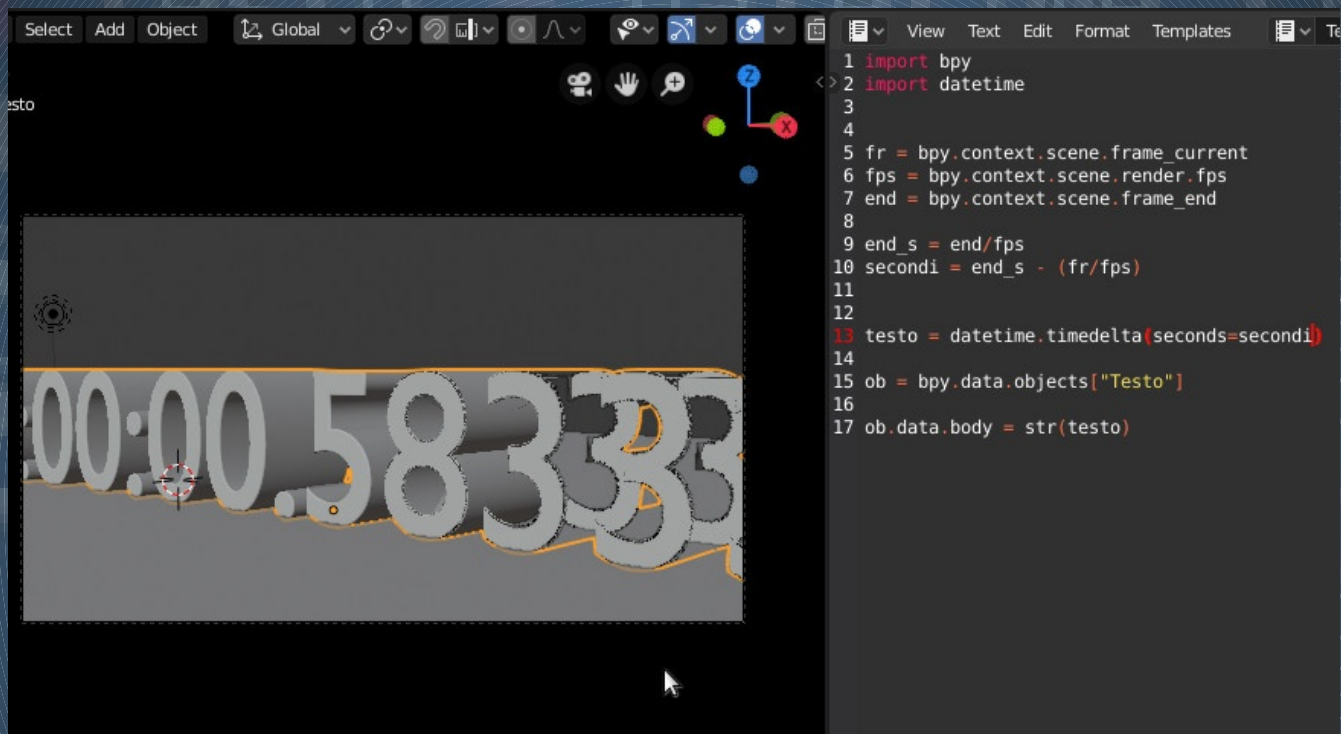 Select Add Object Global
View Text Edit Format Templates
esto
Z
X
1 import bpy
2 import datetime
3
4
5 fr = bpy.context.scene.frame_current
6 fps = bpy.context.scene.render.fps
7 end = bpy.context.scene.frame_end
8
9 end_s = end/fps
10 secondi = end_s - (fr/fps)
11
12
13 testo = datetime.timedelta(seconds=secondi)
14
15 ob = bpy.data.objects["Testo"]
16
17 ob.data.body = str(testo)
00:00.58333